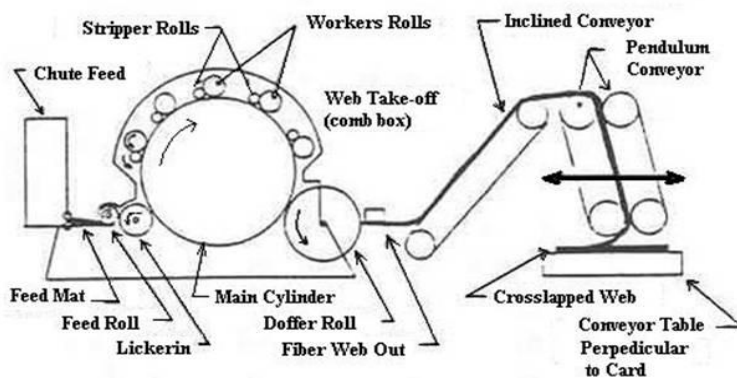 Stripper Rolls
Workers Rolls
Inclined Conveyor
Pendulum
Conveyor
Chute Feed
Web Take-off
(comb box)
Feed Mat
Feed Roll
Lickerin
Main Cylinder
Doffer Roll
Fiber Web Out
Crosslapped Web
Conveyor Table
Perpedicular
to Card